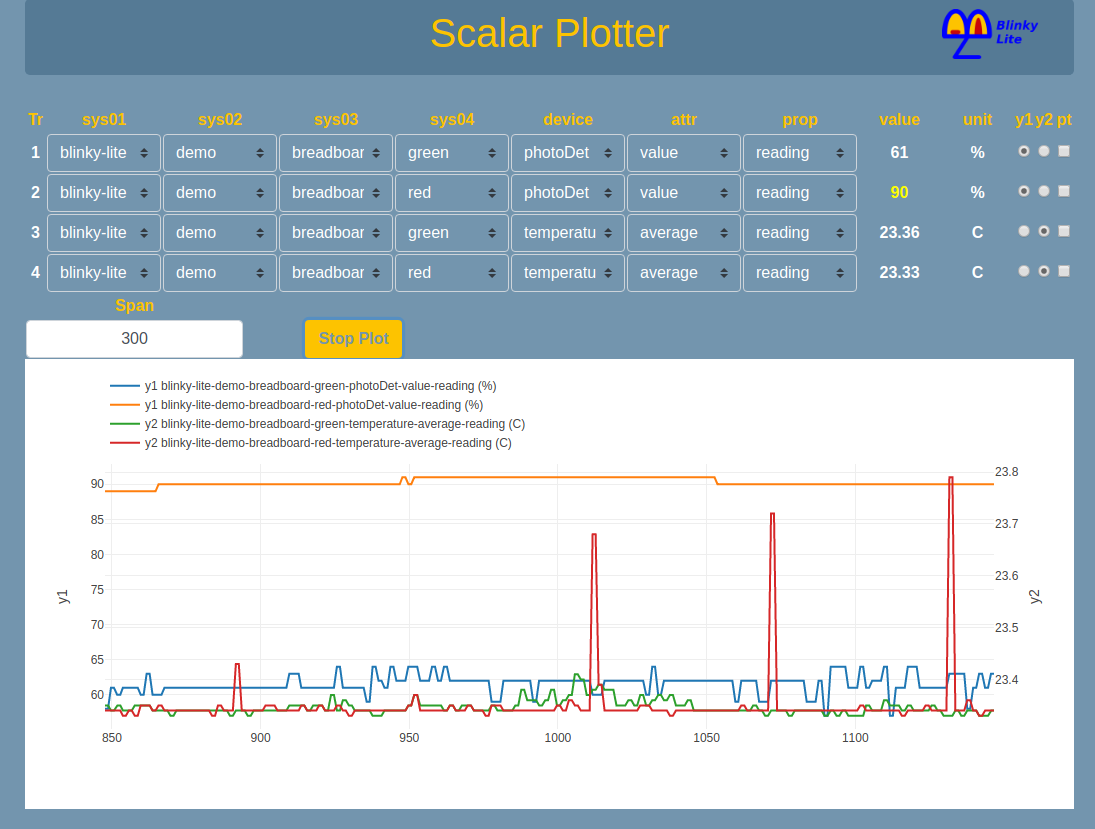 Scalar Plotter
Blinky
Lite
Tr sys01 sys02 sys03 sys04 device attr prop value unit y1 y2 pt
1 blinky-lite demo breadboar green photoDet value reading 61 %
2 blinky-lite demo breadboar red photoDet value reading 90 %
3 blinky-lite demo breadboar green temperatu average reading 23.36 C
4 blinky-lite demo breadboar red temperatu average reading 23.33 C
Span
300 Stop Plot
y1 blinky-lite-demo-breadboard-green-photoDet-value-reading (%)
y1 blinky-lite-demo-breadboard-red-photoDet-value-reading (%)
y2 blinky-lite-demo-breadboard-green-temperature-average-reading (C)
y2 blinky-lite-demo-breadboard-red-temperature-average-reading (C)
90
85
80
75
70
65
60
y1
23.8
23.7
23.6
23.5
23.4
y2
850 900 950 1000 1050 1100